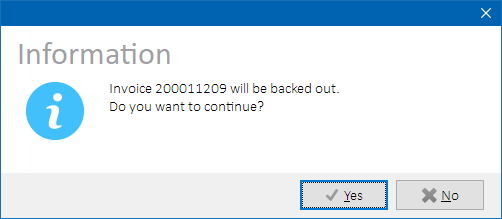 Information
Invoice 200011209 will be backed out.
Do you want to continue?
Yes
No